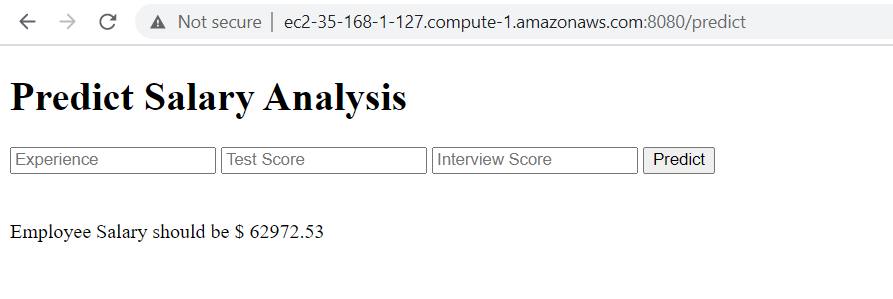 Not secure | ec2-35-168-1-127.compute-1.amazonaws.com:8080/predict
Predict Salary Analysis
Experience Test Score Interview Score Predict
Employee Salary should be $ 62972.53